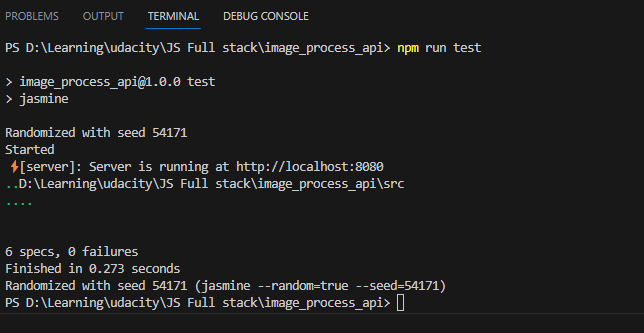 PROBLEMS OUTPUT TERMINAL DEBUG CONSOLE
PS D:\Learning\udacity\JS Full stack\image_process_api> npm run test
> image_process_api@1.0.0 test
> jasmine
Randomized with seed 54171
Started
⚡[server]: Server is running at http://localhost:8080
..D:\Learning\udacity\JS Full stack\image_process_api\src
....
6 specs, 0 failures
Finished in 0.273 seconds
Randomized with seed 54171 (jasmine --random=true --seed=54171)
PS D:\Learning\udacity\JS Full stack\image_process_api>